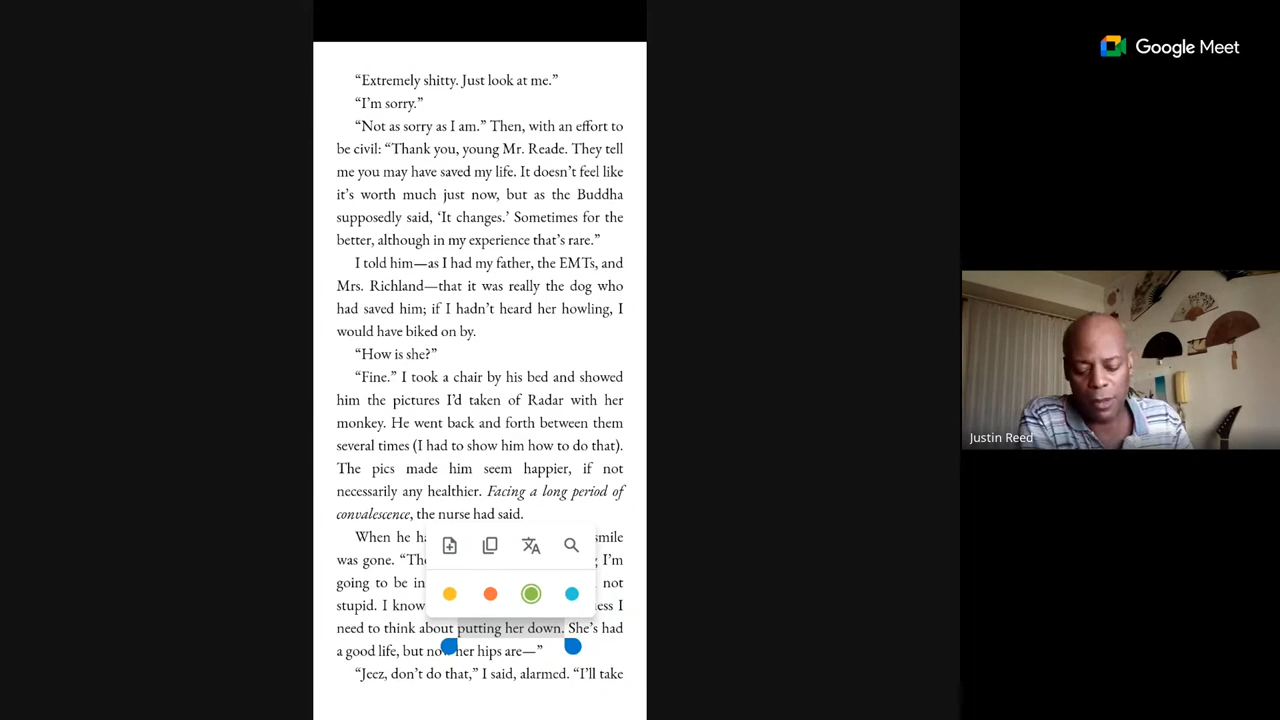 “Extremely shitty. Just look at me.”
“I’m sorry.”
“Not as sorry as I am.” Then, with an effort to
be civil: “Thank you, young Mr. Reade. They tell
me you may have saved my life. It doesn’t feel like
it’s worth much just now, but as the Buddha
supposedly said, ‘It changes.’ Sometimes for the
better, although in my experience that’s rare.”
I told him—as I had my father, the EMTs, and
Mrs. Richland—that it was really the dog who
had saved him; if I hadn’t heard her howling, I
would have biked on by.
“How is she?”
“Fine.” I took a chair by his bed and showed
him the pictures I’d taken of Radar with her
monkey. He went back and forth between them
several times (I had to show him how to do that).
The pics made him seem happier, if not
necessarily any healthier. Facing a long period of
convalescence, the nurse had said.
When he smile
was gone. I’m
going to be not
stupid. I know I
need to think about putting her down. She’s had
a good life, but now her hips are—”
“Jeez, don’t do that,” I said, alarmed. “I’ll take
Google Meet
Justin Reed